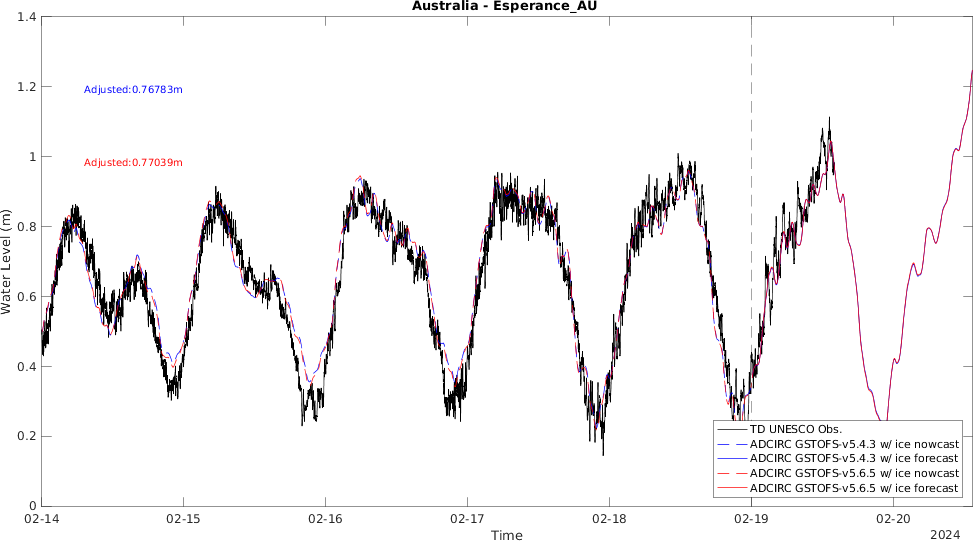 Australia - Esperance_AU
1.4
1.2
1
0.8
0.6
0.4
0.2
0
Water Level (m)
Adjusted:0.76783m
Adjusted:0.77039m
TD UNESCO Obs.
ADCIRC GSTOFS-v5.4.3 w/ ice nowcast
ADCIRC GSTOFS-v5.4.3 w/ ice forecast
ADCIRC GSTOFS-v5.6.5 w/ ice nowcast
ADCIRC GSTOFS-v5.6.5 w/ ice forecast
02-14 02-15 02-16 02-17 02-18 02-19 02-20
Time
2024